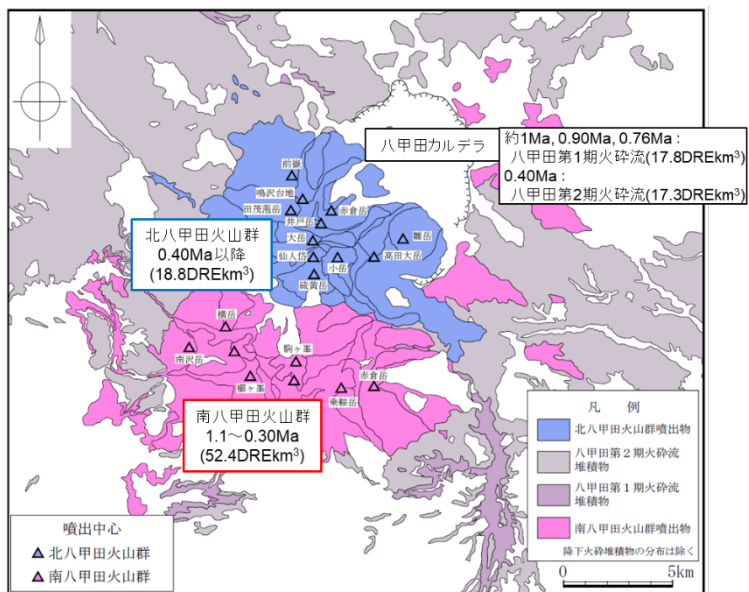 八甲田カルデラ
約1Ma, 0.90Ma, 0.76Ma :
八甲田第1期火砕流(17.8DREkm³)
0.40Ma :
八甲田第2期火砕流(17.3DREkm³)
前嶽
鳴沢台地
田茂萢岳
赤倉岳
井戸岳
大岳
雛岳
仙人岱
小岳
高田大岳
硫黄岳
北八甲田火山群
0.40Ma以降
(18.8DREkm³)
横岳
南沢岳
駒ヶ峯
櫛ヶ峯
赤倉岳
乗鞍岳
南八甲田火山群
1.1～0.30Ma
(52.4DREkm³)
噴出中心
北八甲田火山群
南八甲田火山群
凡 例
北八甲田火山群噴出物
八甲田第2期火砕流
堆積物
八甲田第1期火砕流
堆積物
南八甲田火山群噴出物
降下火砕堆積物の分布は除く
0 5km